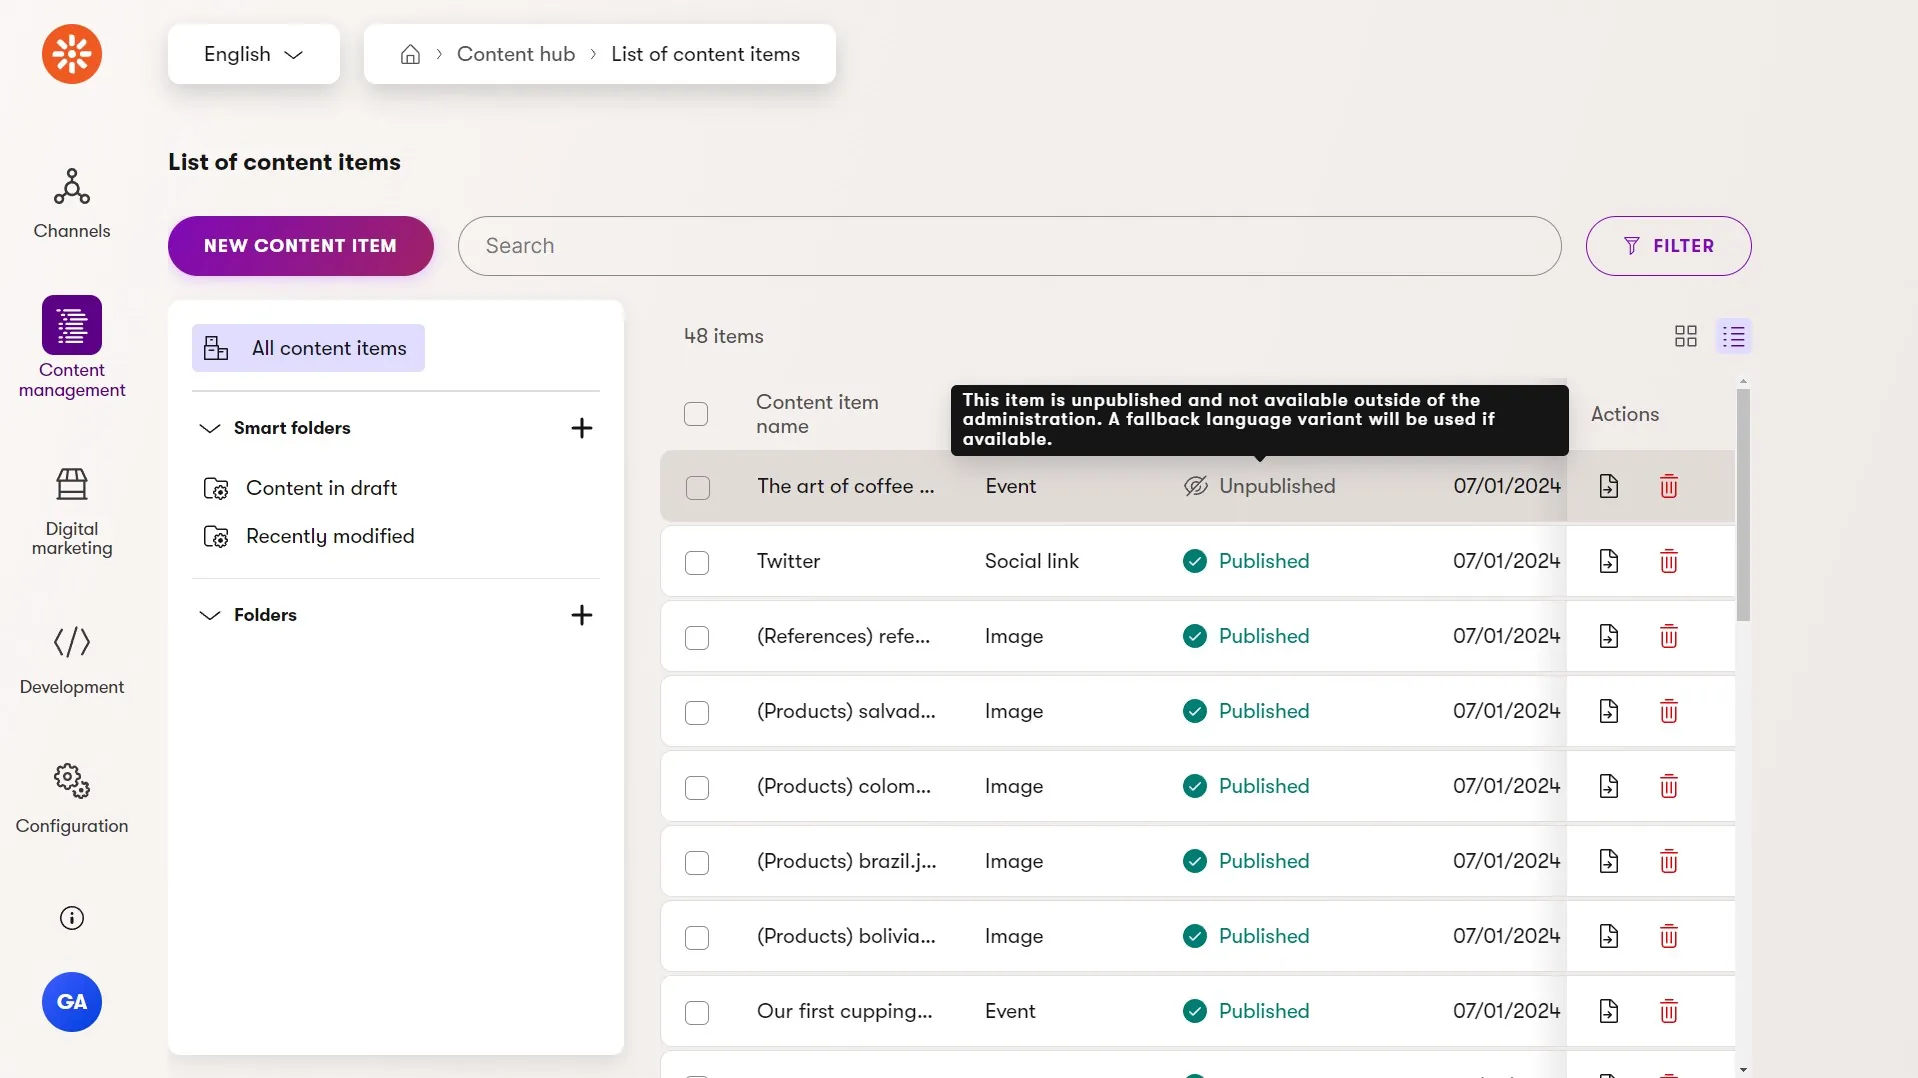 English
Content hub
List of content items
List of content items
Channels
Content
management
Digital
marketing
Development
Configuration
GA
NEW CONTENT ITEM
Search
FILTER
All content items
Smart folders
Content in draft
Recently modified
Folders
48 items
Content item
name
This item is unpublished and not available outside of the
administration. A fallback language variant will be used if
available.
Actions
The art of coffee ... Event Unpublished 07/01/2024
Twitter Social link Published 07/01/2024
(References) refe... Image Published 07/01/2024
(Products) salvad... Image Published 07/01/2024
(Products) colom... Image Published 07/01/2024
(Products) brazil.j... Image Published 07/01/2024
(Products) bolivia... Image Published 07/01/2024
Our first cupping... Event Published 07/01/2024